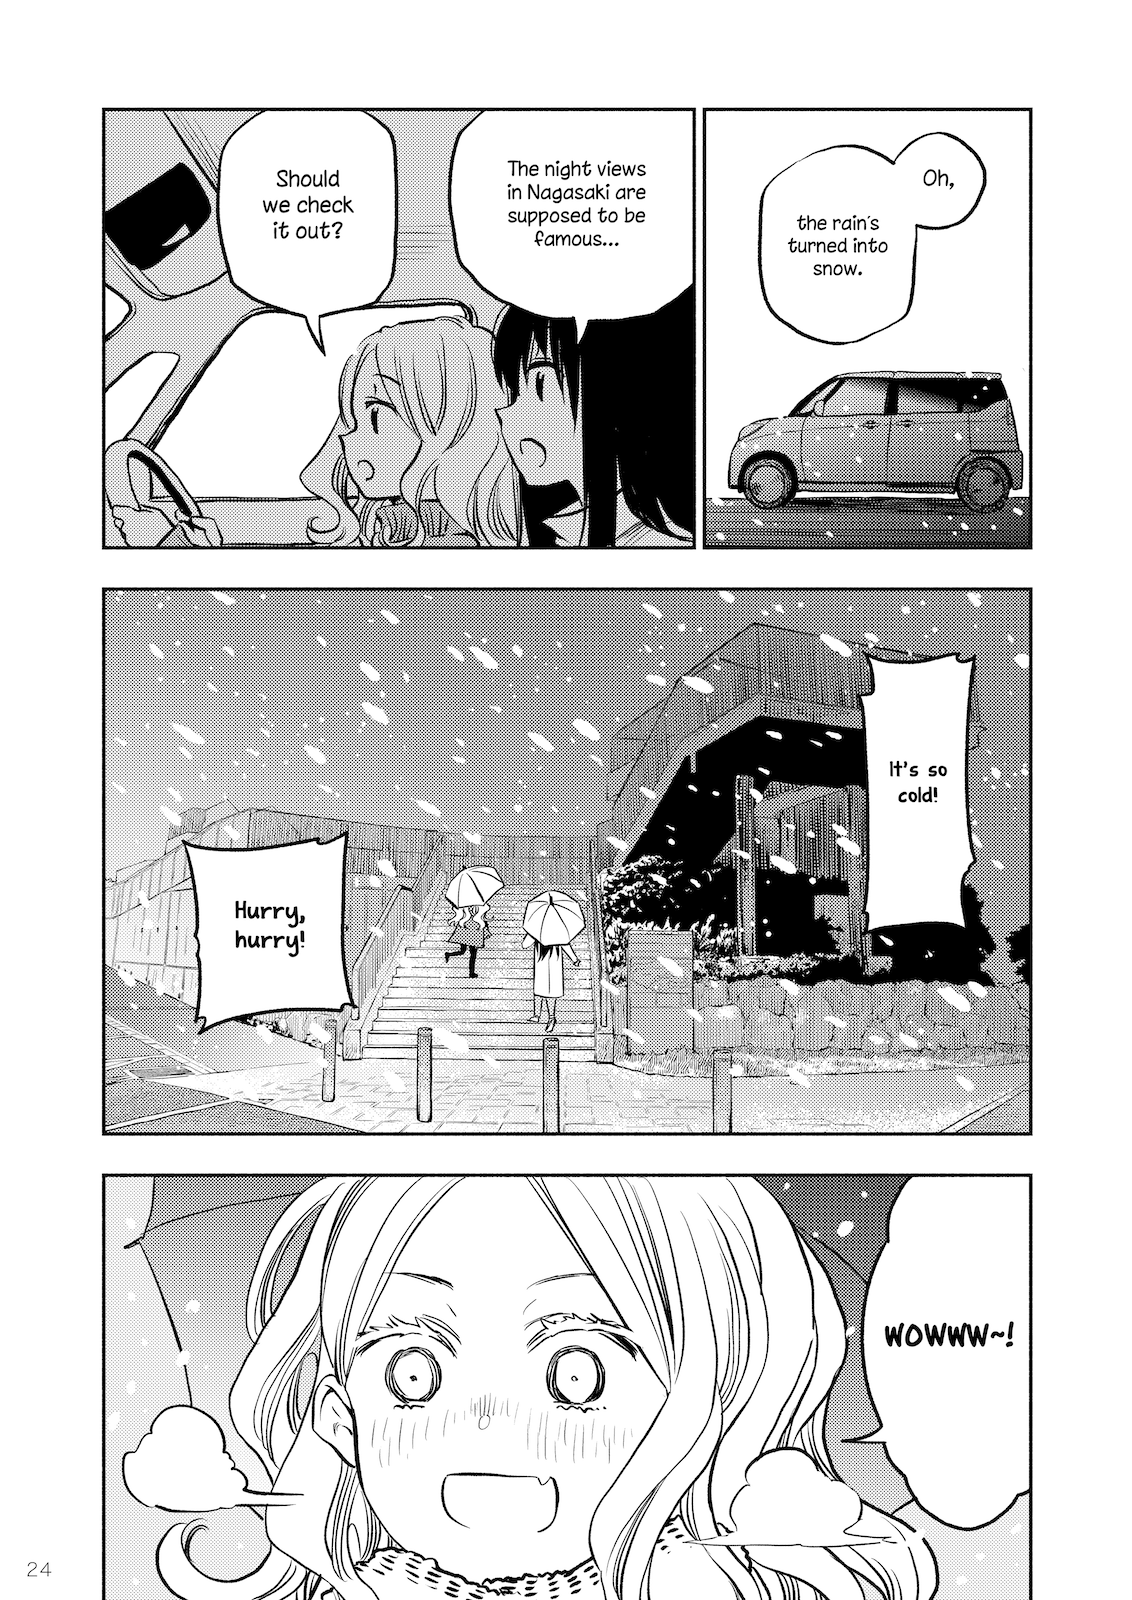 Oh,
the rain's
turned into
snow.
The night views
in Nagasaki are
supposed to be
famous...
Should
we check
it out?
It's so
cold!
Hurry,
hurry!
WOWWW~!
24